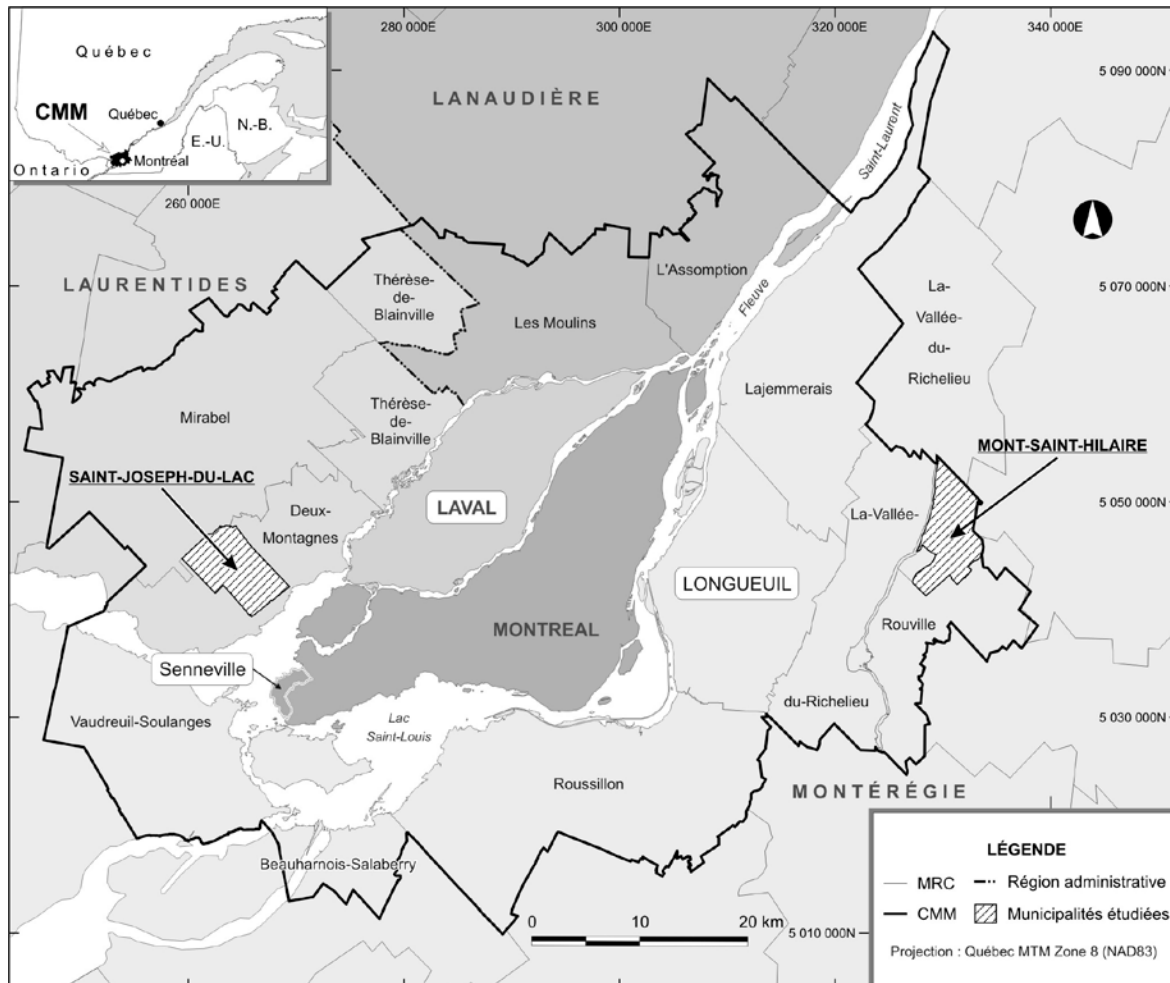 280 000E
300 000E
320 000E
340 000E
Québec
CMM
Québec
E.-U.
N.-B.
Ontario
Montréal
260 000E
LANAUDIÈRE
5 090 000N
Saint-Laurent
Fleuve
LAURENTIDES
Thérèse-
de-
Blainville
L'Assomption
Les Moulins
La-
Vallée-
du-
Richelieu
5 070 000N
Mirabel
Thérèse-
de-
Blainville
Lajemmerais
SAINT-JOSEPH-DU-LAC
MONT-SAINT-HILAIRE
Deux-
Montagnes
LAVAL
La-Vallée-
5 050 000N
LONGUEUIL
MONTREAL
Rouville
Senneville
Vaudreuil-Soulanges
Lac
Saint-Louis
du-Richelieu
5 030 000N
Roussillon
MONTÉRÉGIE
Beauharnois-Salaberry
0 10 20 km
5 010 000N
LÉGENDE
MRC
Région administrative
CMM
Municipalités étudiées
Projection : Québec MTM Zone 8 (NAD83)